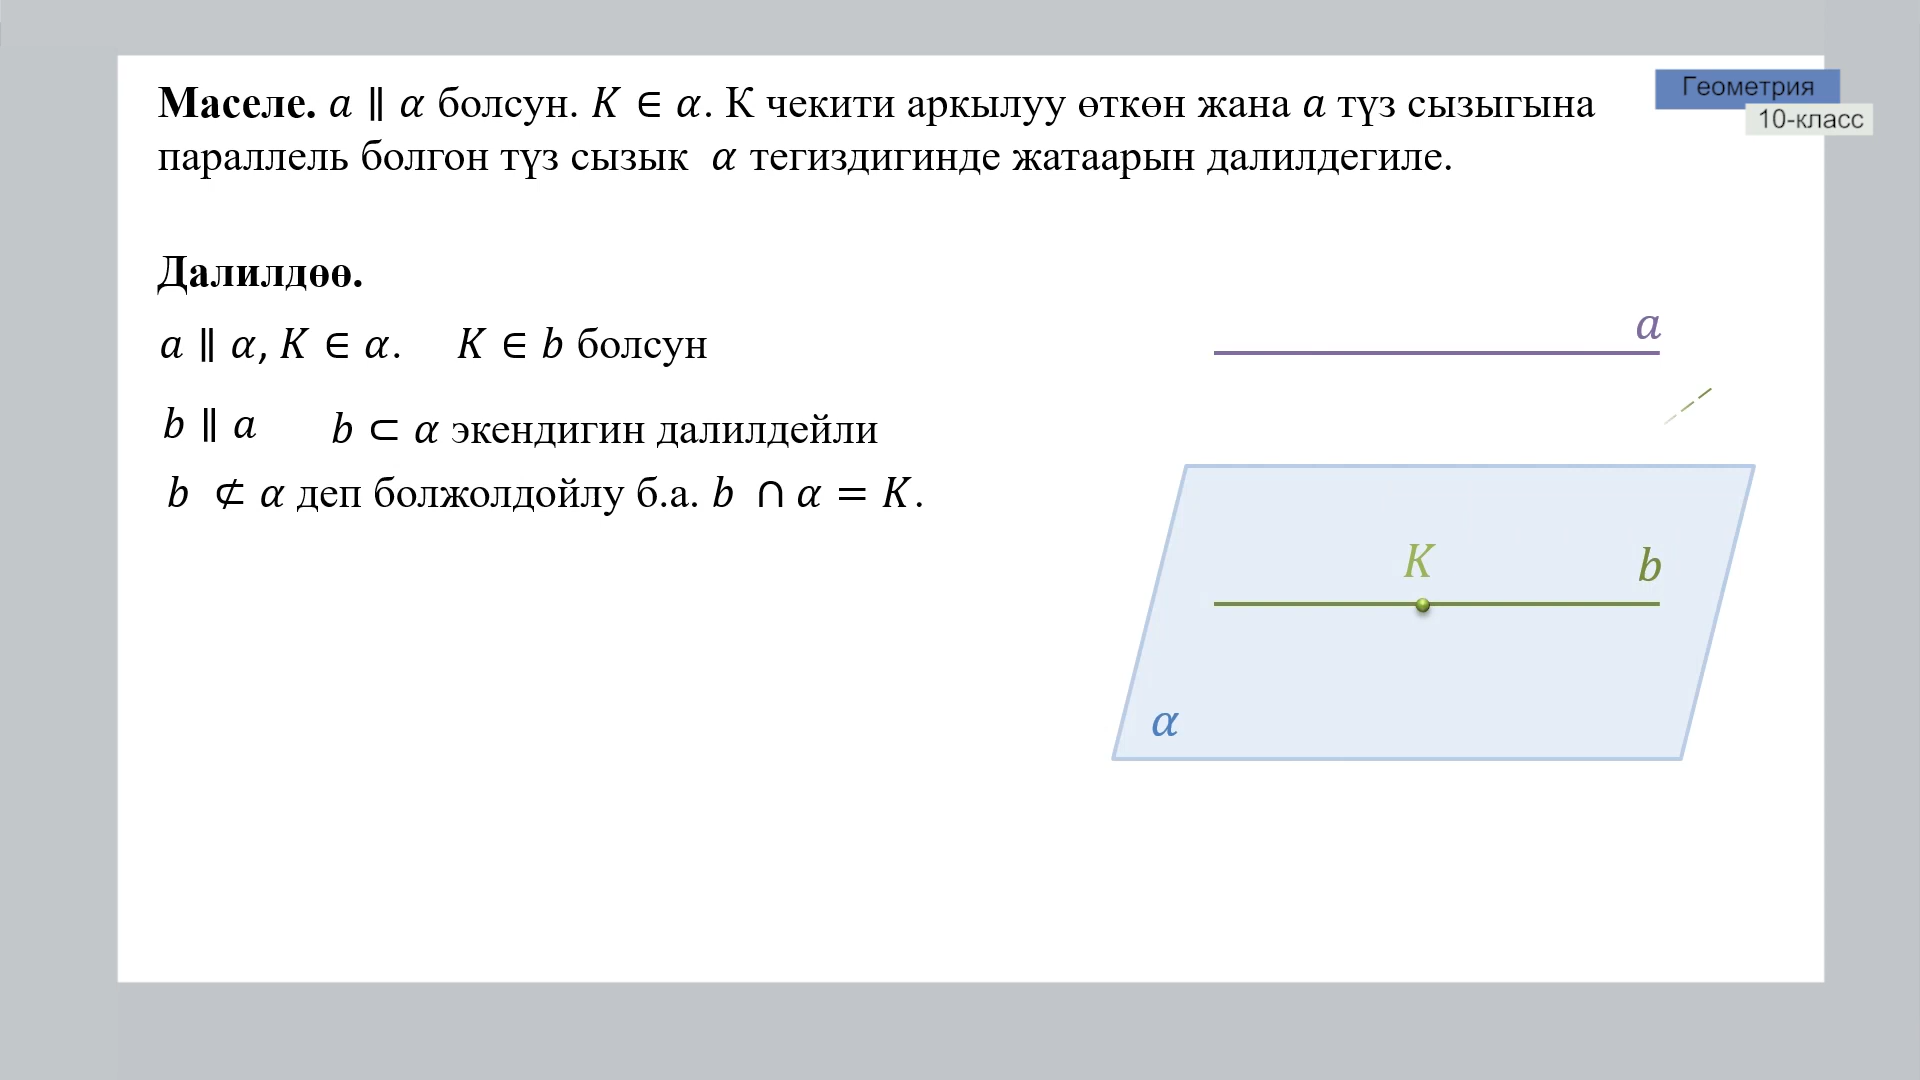 Маселе. a ∥ α болсун. K ∈ α. К чекити аркылуу өткөн жана a түз сызыгына
параллель болгон түз сызык α тегиздигинде жатаарын далилдегиле.
Геометрия
10-класс
Далилдөө.
a ∥ α, K ∈ α. K ∈ b болсун
b ∥ a b ⊂ α экендигин далилдейли
b ⊄ α деп болжолдойлу б.а. b ∩ α = K.
a
K
b
α